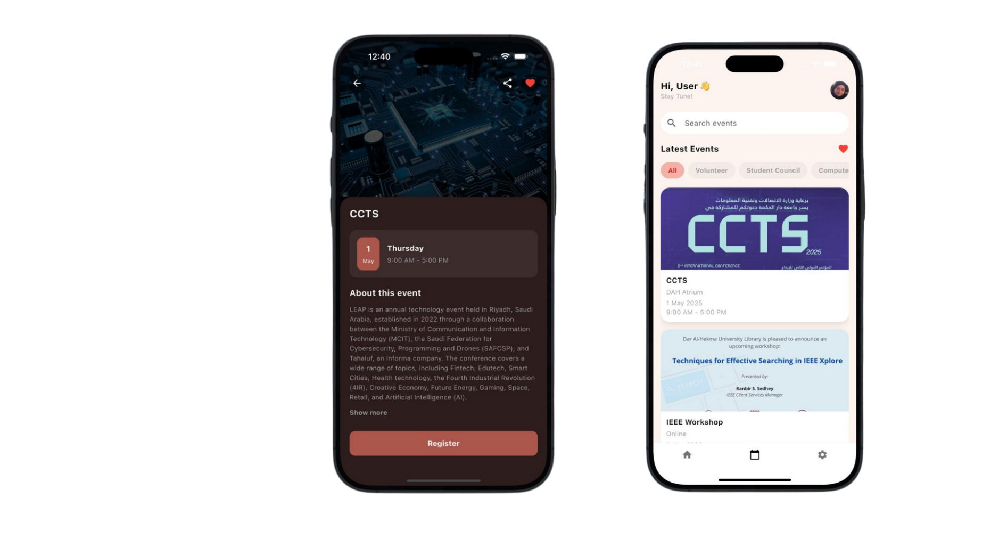 12:40
CCTS
1
May
Thursday
9:00 AM - 5:00 PM
About this event
LEAP is an annual technology event held in Riyadh, Saudi
Arabia, established in 2022 through a collaboration
between the Ministry of Communication and Information
Technology (MCIT), the Saudi Federation for
Cybersecurity, Programming and Drones (SAFCSP), and
Tahaluf, an Informa company. The conference covers a
wide range of topics, including Fintech, Edutech, Smart
Cities, Health technology, the Fourth Industrial Revolution
(4IR), Creative Economy, Future Energy, Gaming, Space,
Retail, and Artificial Intelligence (AI).
Show more
Register
12:41
Hi, User 👋
Stay Tune!
Search events
Latest Events
All
Volunteer
Student Council
Compute
برعاية وزارة الاتصالات وتقنية المعلومات
يسر جامعة دار الحكمة دعوتكم للمشاركة في
CCTS
2025
2nd INTERNATIONAL CONFERENCE
المؤتمر الدولي الثاني للإبداع
CCTS
DAH Atrium
1 May 2025
9:00 AM - 5:00 PM
Dar Al-Hekma University Library is pleased to announce an
upcoming workshop:
Techniques for Effective Searching in IEEE Xplore
SEARCH
Presented by:
Ranbir S. Sedhey
IEEE Client Services Manager
IEEE Workshop
Online